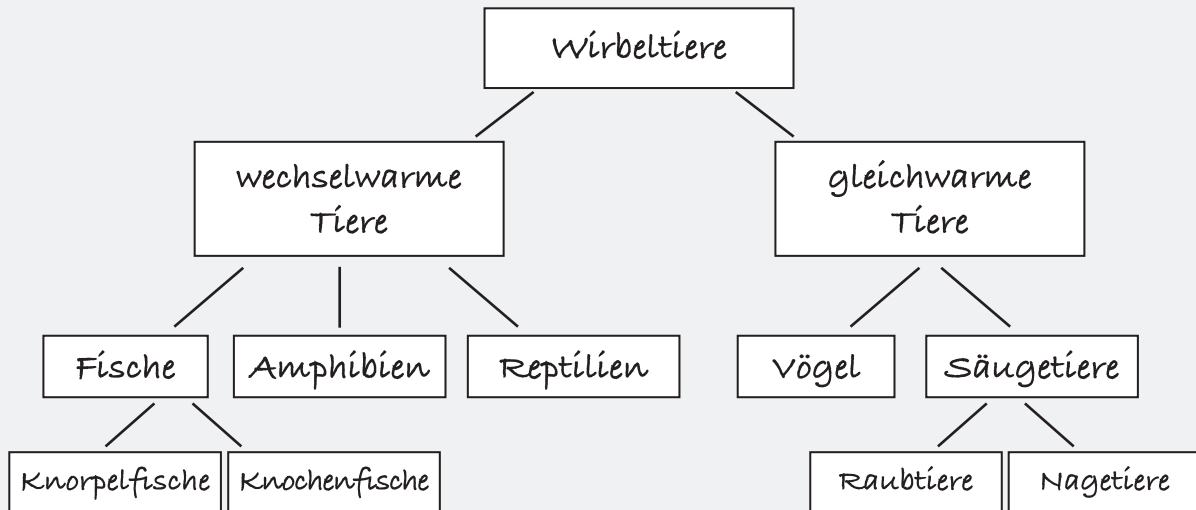 Wirbeltiere
wechselwarme
Tiere
gleichwarme
Tiere
Fische
Amphibien
Reptilien
Vögel
Säugetiere
Knorpelfische
Knochenfische
Raubtiere
Nagetiere